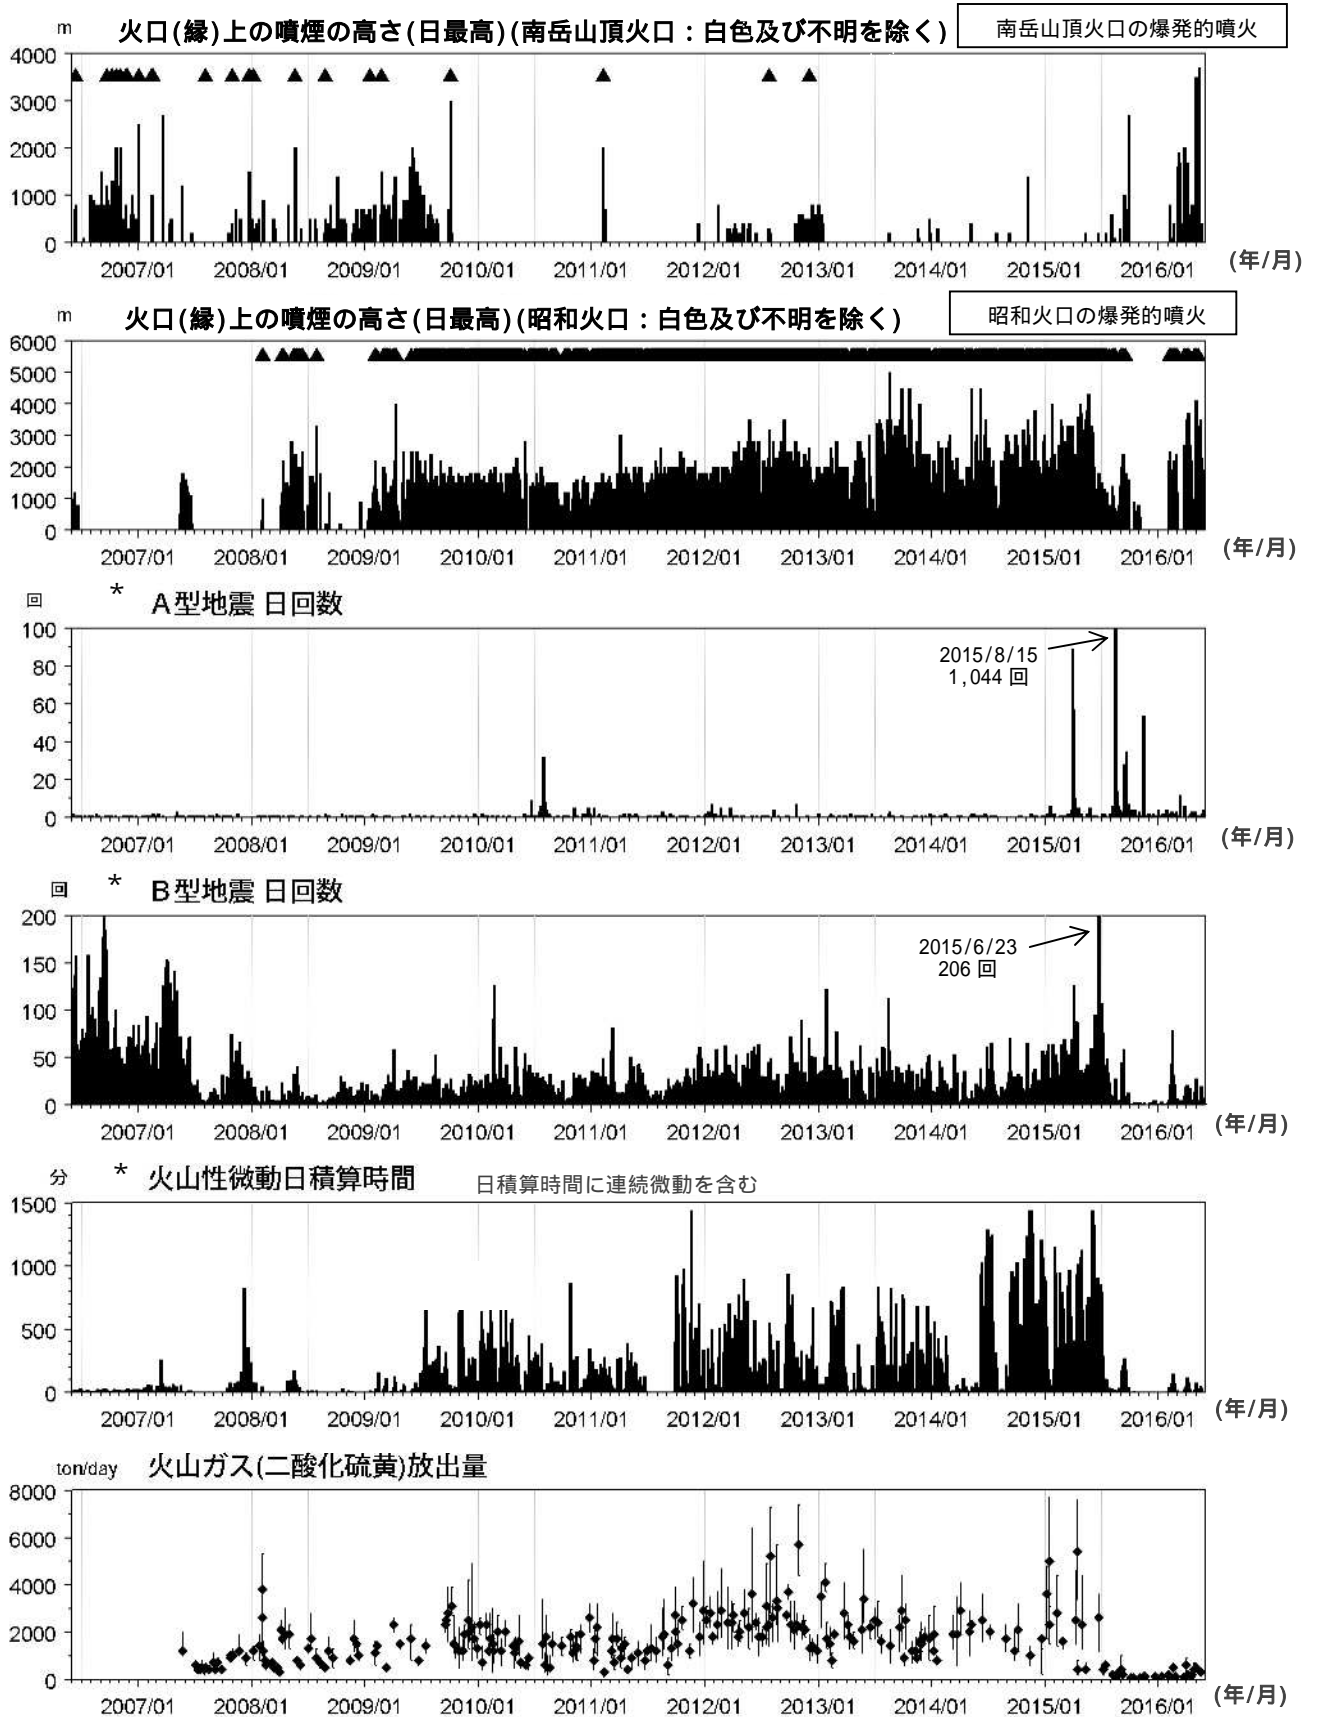 m 火口(縁)上の噴煙の高さ(日最高)(南岳山頂火口：白色及び不明を除く) 南岳山頂火口の爆発的噴火
4000
3000
2000
1000
0
2007/01 2008/01 2009/01 2010/01 2011/01 2012/01 2013/01 2014/01 2015/01 2016/01 (年/月)
m 火口(縁)上の噴煙の高さ(日最高)(昭和火口：白色及び不明を除く) 昭和火口の爆発的噴火
6000
5000
4000
3000
2000
1000
0
2007/01 2008/01 2009/01 2010/01 2011/01 2012/01 2013/01 2014/01 2015/01 2016/01 (年/月)
回 * A型地震 日回数
100
80
60
40
20
0
2015/8/15
1,044 回
2007/01 2008/01 2009/01 2010/01 2011/01 2012/01 2013/01 2014/01 2015/01 2016/01 (年/月)
回 * B型地震 日回数
200
150
100
50
0
2015/6/23
206 回
2007/01 2008/01 2009/01 2010/01 2011/01 2012/01 2013/01 2014/01 2015/01 2016/01 (年/月)
分 * 火山性微動日積算時間 日積算時間に連続微動を含む
1500
1000
500
0
2007/01 2008/01 2009/01 2010/01 2011/01 2012/01 2013/01 2014/01 2015/01 2016/01 (年/月)
ton/day 火山ガス(二酸化硫黄)放出量
8000
6000
4000
2000
0
2007/01 2008/01 2009/01 2010/01 2011/01 2012/01 2013/01 2014/01 2015/01 2016/01 (年/月)